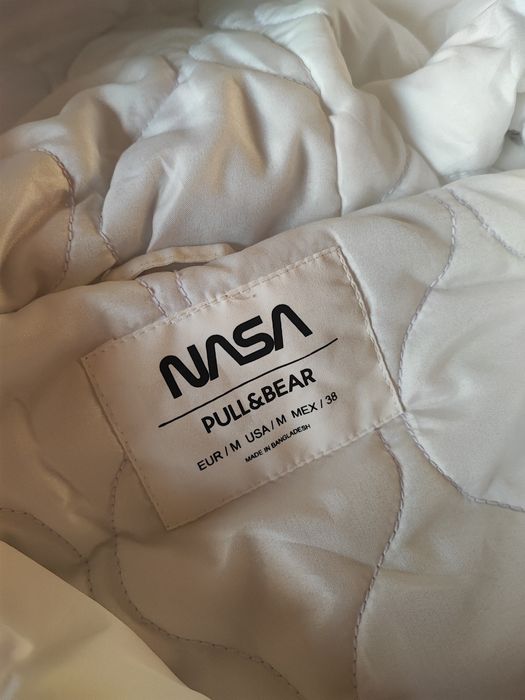 NASA
PULL&BEAR
EUR / M USA / M MEX / 38
MADE IN BANGLADESH